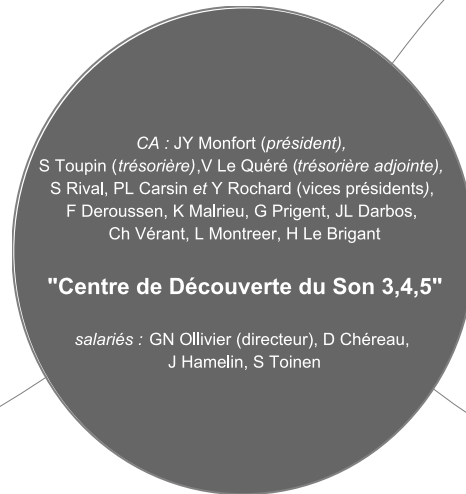 CA : JY Monfort (président),
S Toupin (trésorière),V Le Quéré (trésorière adjointe),
S Rival, PL Carsin et Y Rochard (vices présidents),
F Deroussen, K Malrieu, G Prigent, JL Darbos,
Ch Vérant, L Montreer, H Le Brigant
"Centre de Découverte du Son 3,4,5"
salariés : GN Ollivier (directeur), D Chéreau,
J Hamelin, S Toinen